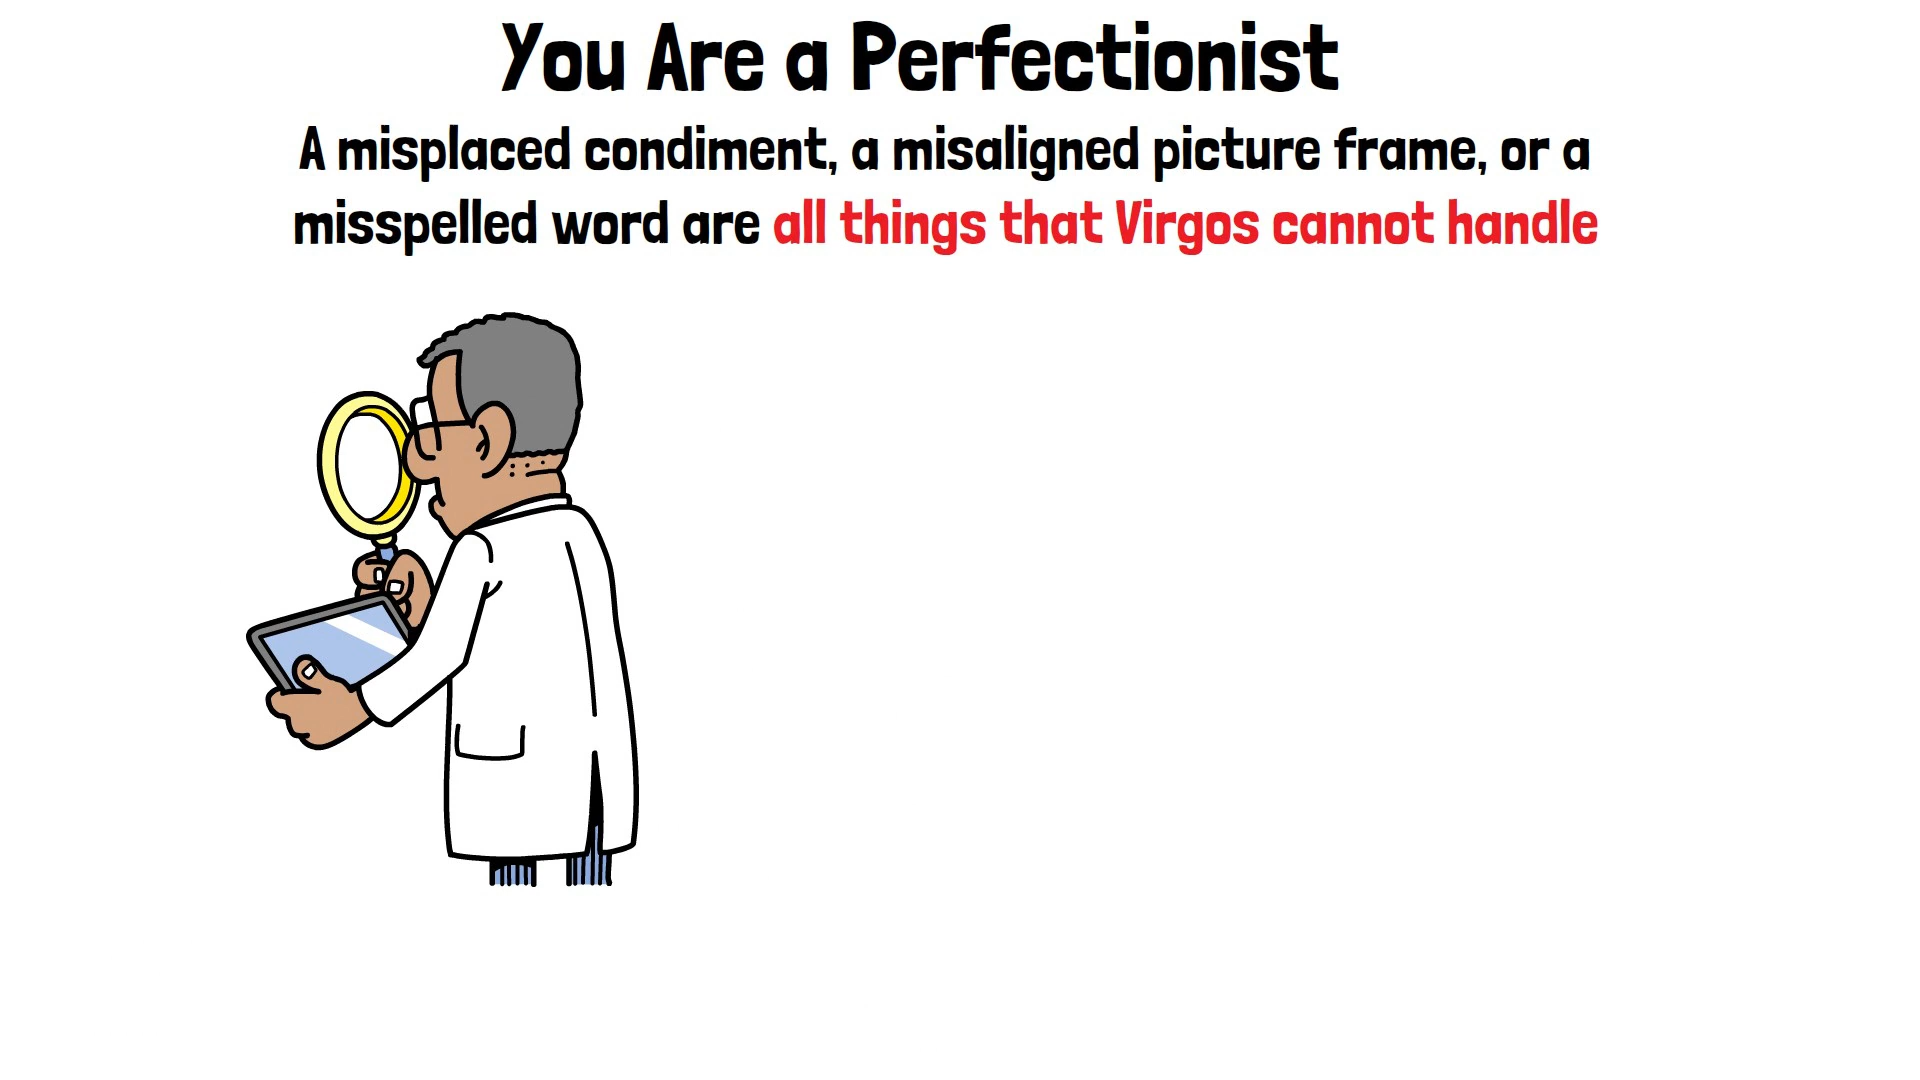 You Are a Perfectionist
A misplaced condiment, a misaligned picture frame, or a
misspelled word are all things that Virgos cannot handle